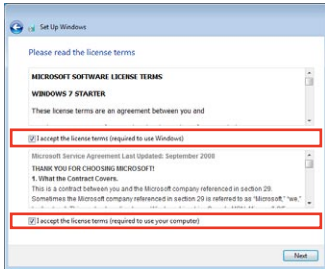 Set Up Windows
Please read the license terms
MICROSOFT SOFTWARE LICENSE TERMS
WINDOWS 7 STARTER
These license terms are an agreement between you and
I accept the license terms (required to use Windows)
Microsoft Service Agreement Last Updated: September 2008
THANK YOU FOR CHOOSING MICROSOFT!
1. What the Contract Covers.
This is a contract between you and the Microsoft company referenced in section 29.
Sometimes the Microsoft company referenced in section 29 is referred to as "Microsoft," "we,"
I accept the license terms (required to use your computer)
Next